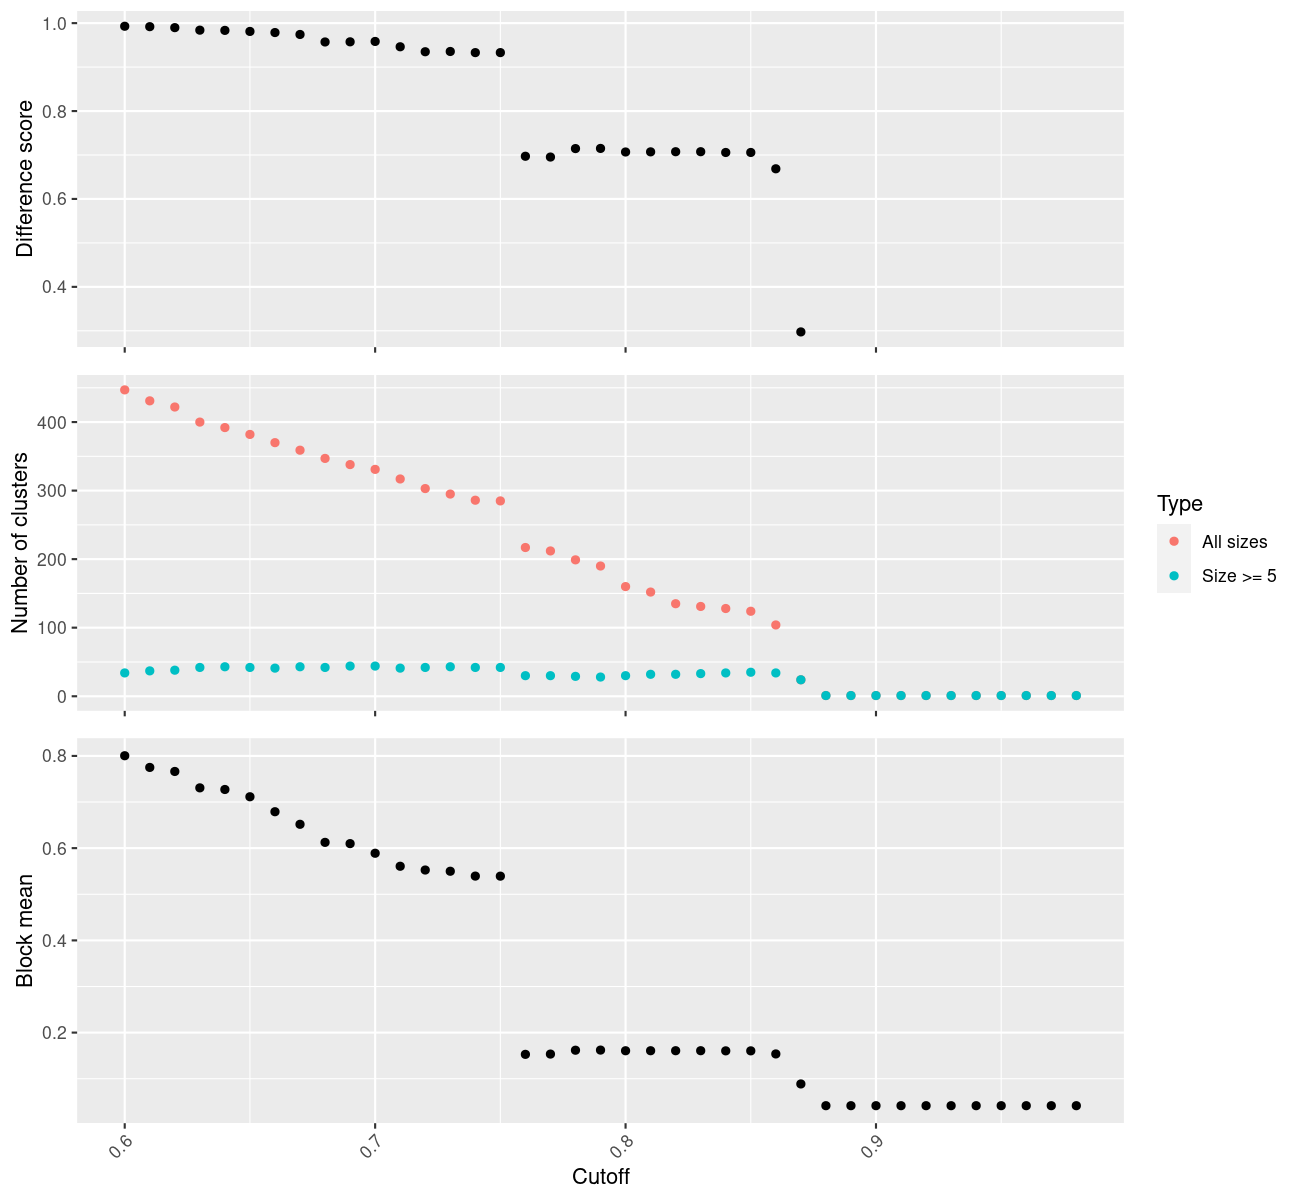 1.0
0.8
0.6
0.4
Difference score
400
300
200
100
0
Number of clusters
Type
All sizes
Size >= 5
0.8
0.6
0.4
0.2
Block mean
0.6 0.7 0.8 0.9
Cutoff